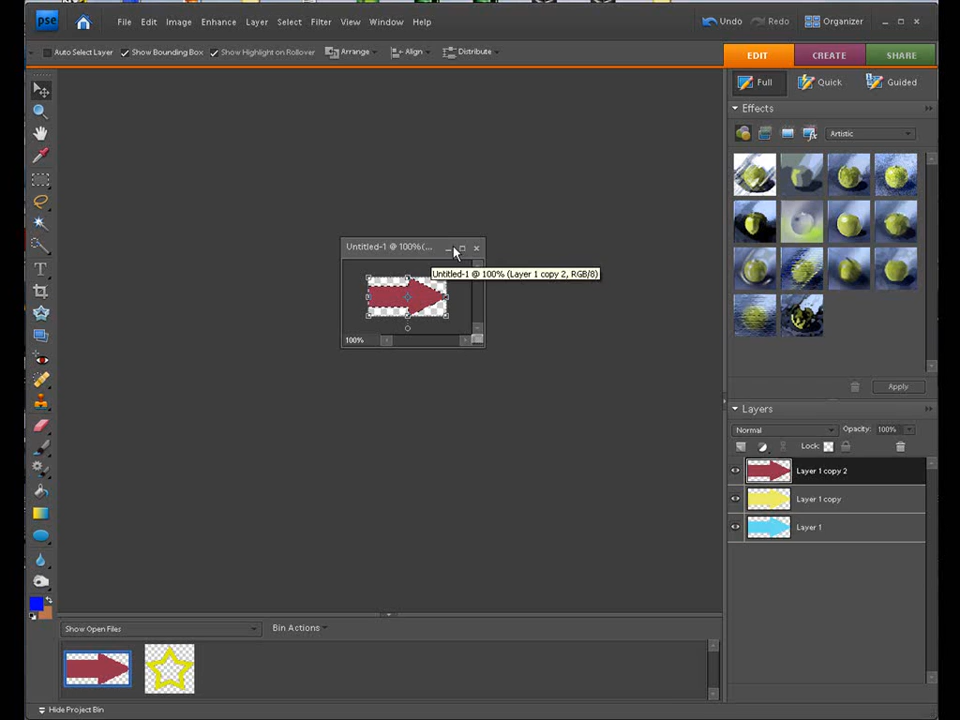 pse File Edit Image Enhance Layer Select Filter View Window Help Undo Redo Organizer
Auto Select Layer Show Bounding Box Show Highlight on Rollover Arrange Align Distribute
EDIT CREATE SHARE
Full Quick Guided
Effects
Artistic
Untitled-1 @ 100%(...
Untitled-1 @ 100% (Layer 1 copy 2, RGB/8)
100%
Apply
Layers
Normal Opacity: 100%
Lock:
Layer 1 copy 2
Layer 1 copy
Layer 1
T
Show Open Files Bin Actions
Hide Project Bin